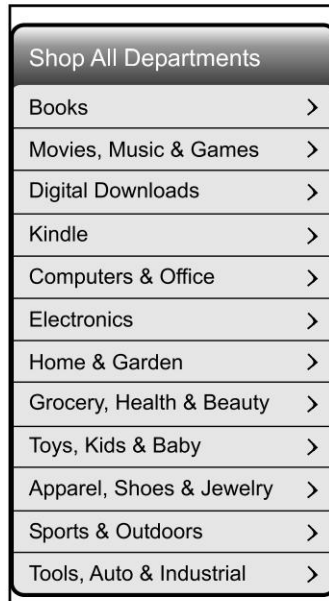 Shop All Departments
Books
Movies, Music & Games
Digital Downloads
Kindle
Computers & Office
Electronics
Home & Garden
Grocery, Health & Beauty
Toys, Kids & Baby
Apparel, Shoes & Jewelry
Sports & Outdoors
Tools, Auto & Industrial